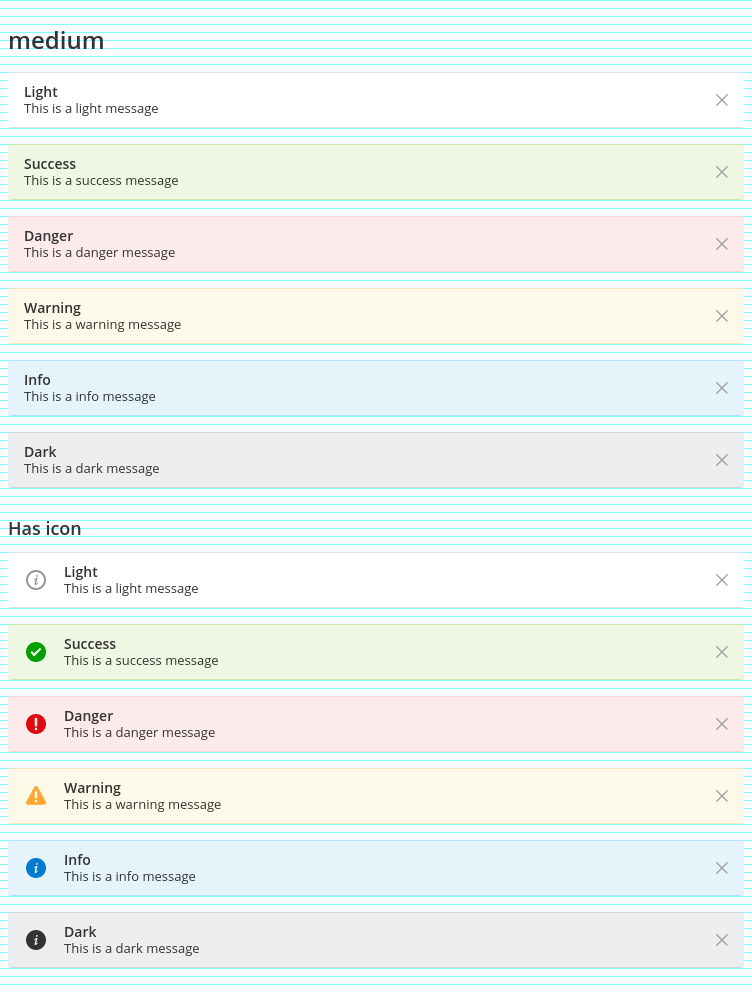 medium
Light
This is a light message
Success
This is a success message
Danger
This is a danger message
Warning
This is a warning message
Info
This is a info message
Dark
This is a dark message
Has icon
Light
This is a light message
Success
This is a success message
Danger
This is a danger message
Warning
This is a warning message
Info
This is a info message
Dark
This is a dark message